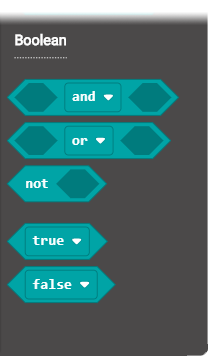 Boolean
and
or
not
true
false